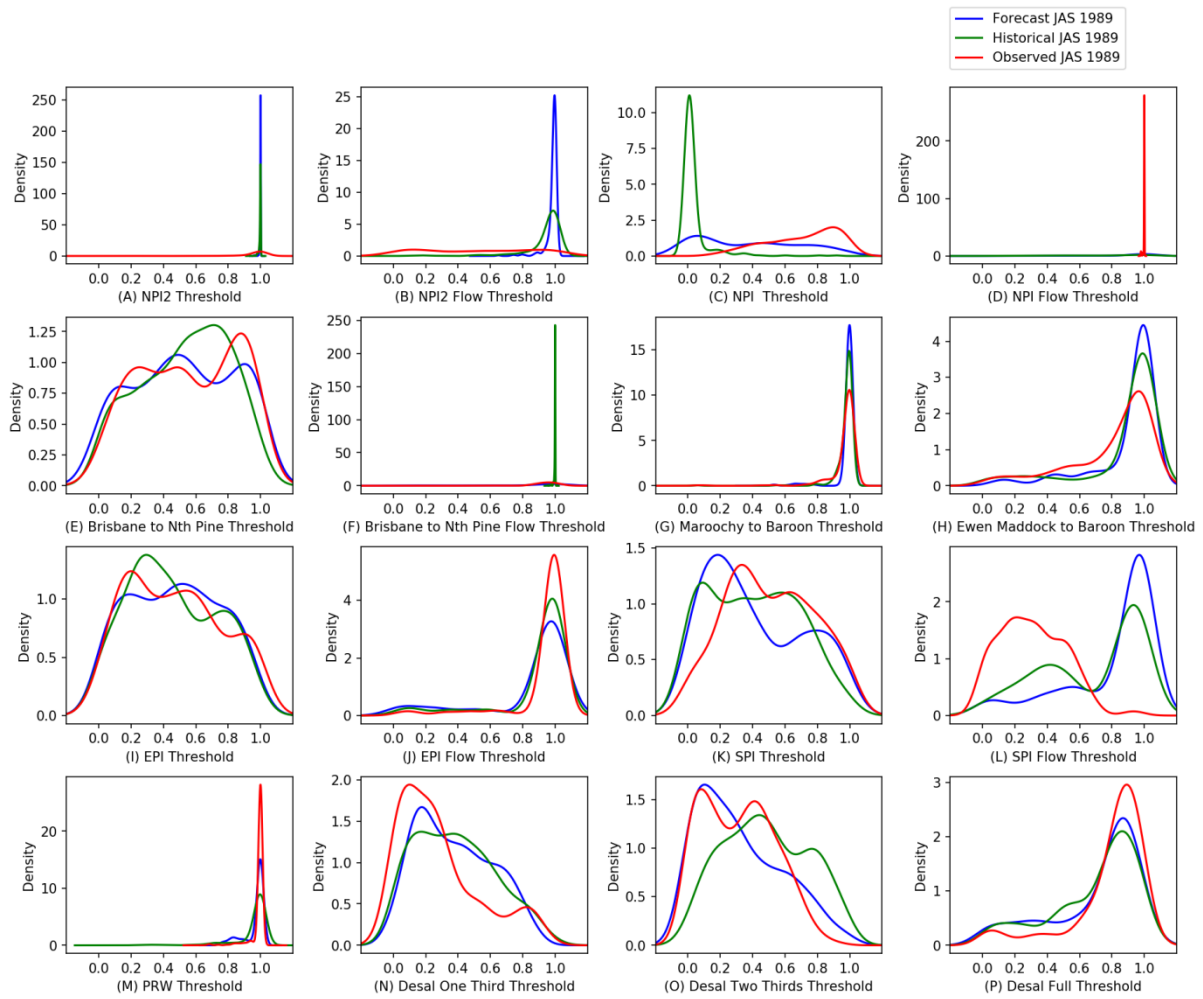 Forecast JAS 1989
Historical JAS 1989
Observed JAS 1989
Density
250
200
150
100
50
0
0.0 0.2 0.4 0.6 0.8 1.0
(A) NPI2 Threshold
Density
25
20
15
10
5
0
0.0 0.2 0.4 0.6 0.8 1.0
(B) NPI2 Flow Threshold
Density
10.0
7.5
5.0
2.5
0.0
0.0 0.2 0.4 0.6 0.8 1.0
(C) NPI Threshold
Density
200
100
0
0.0 0.2 0.4 0.6 0.8 1.0
(D) NPI Flow Threshold
Density
1.25
1.00
0.75
0.50
0.25
0.00
0.0 0.2 0.4 0.6 0.8 1.0
(E) Brisbane to Nth Pine Threshold
Density
250
200
150
100
50
0
0.0 0.2 0.4 0.6 0.8 1.0
(F) Brisbane to Nth Pine Flow Threshold
Density
15
10
5
0
0.0 0.2 0.4 0.6 0.8 1.0
(G) Maroochy to Baroon Threshold
Density
4
3
2
1
0
0.0 0.2 0.4 0.6 0.8 1.0
(H) Ewen Maddock to Baroon Threshold
Density
1.0
0.5
0.0
0.0 0.2 0.4 0.6 0.8 1.0
(I) EPI Threshold
Density
4
2
0
0.0 0.2 0.4 0.6 0.8 1.0
(J) EPI Flow Threshold
Density
1.5
1.0
0.5
0.0
0.0 0.2 0.4 0.6 0.8 1.0
(K) SPI Threshold
Density
2
1
0
0.0 0.2 0.4 0.6 0.8 1.0
(L) SPI Flow Threshold
Density
20
10
0
0.0 0.2 0.4 0.6 0.8 1.0
(M) PRW Threshold
Density
2.0
1.5
1.0
0.5
0.0
0.0 0.2 0.4 0.6 0.8 1.0
(N) Desal One Third Threshold
Density
1.5
1.0
0.5
0.0
0.0 0.2 0.4 0.6 0.8 1.0
(O) Desal Two Thirds Threshold
Density
3
2
1
0
0.0 0.2 0.4 0.6 0.8 1.0
(P) Desal Full Threshold